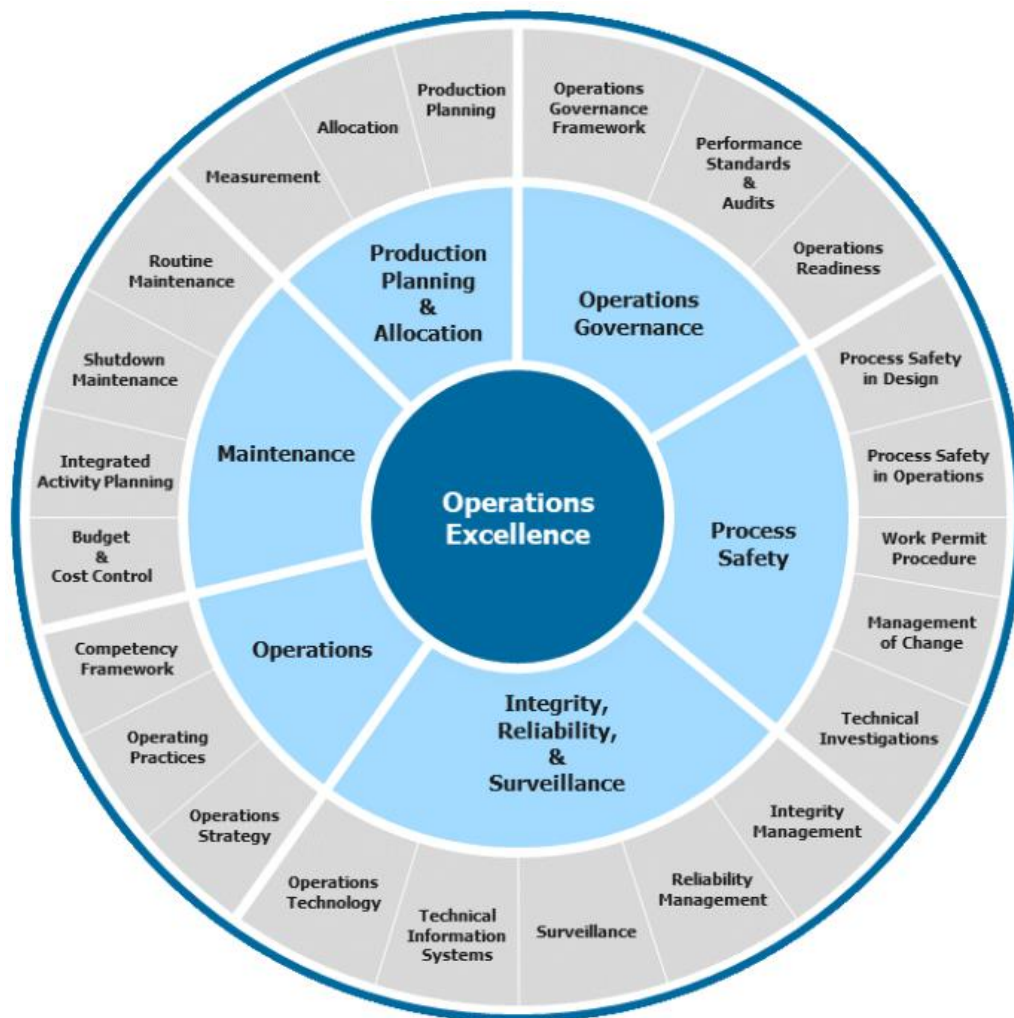 Operations
Excellence
Operations
Governance
Process
Safety
Integrity,
Reliability,
&
Surveillance
Operations
Maintenance
Production
Planning
&
Allocation
Operations
Governance
Framework
Performance
Standards
&
Audits
Operations
Readiness
Process Safety
in Design
Process Safety
in Operations
Work Permit
Procedure
Management
of Change
Technical
Investigations
Integrity
Management
Reliability
Management
Surveillance
Technical
Information
Systems
Operations
Technology
Operations
Strategy
Operating
Practices
Competency
Framework
Budget
&
Cost Control
Integrated
Activity Planning
Shutdown
Maintenance
Routine
Maintenance
Measurement
Allocation
Production
Planning